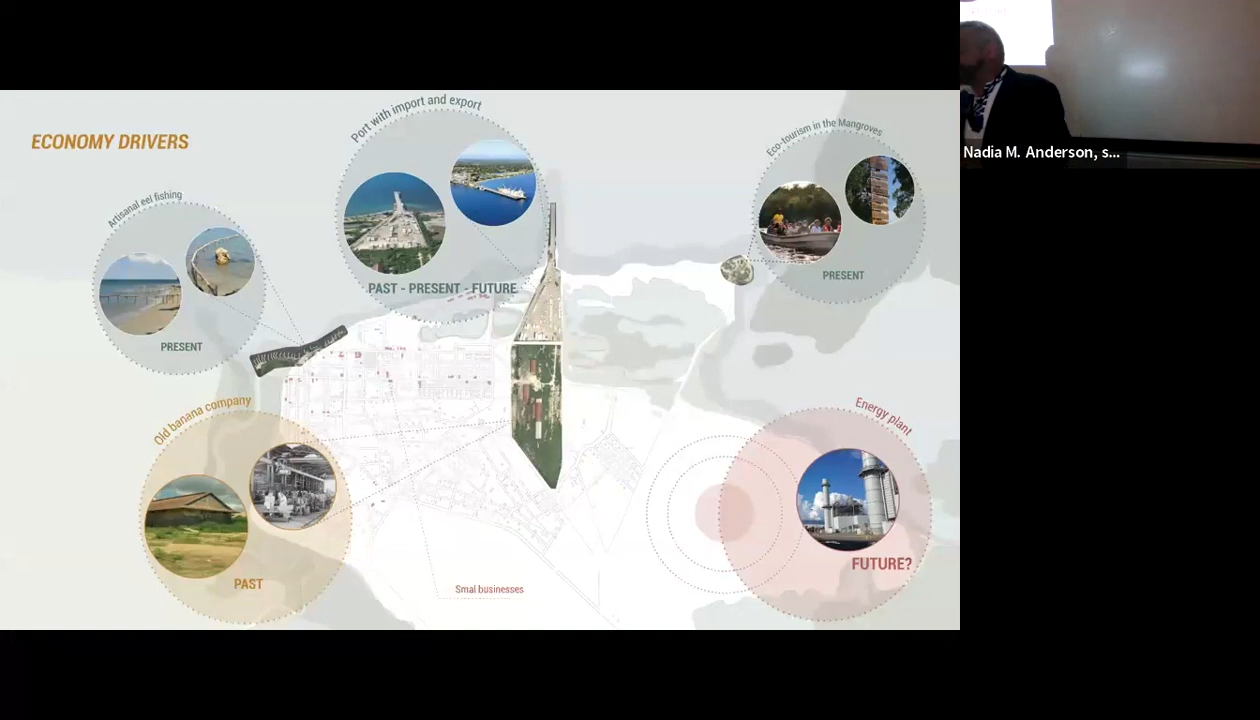 ECONOMY DRIVERS
Port with import and export
PAST - PRESENT - FUTURE
Eco-tourism in the Mangroves
PRESENT
Artisanal eel fishing
PRESENT
Old banana company
PAST
Energy plant
FUTURE?
Smal businesses
Nadia M. Anderson, s...